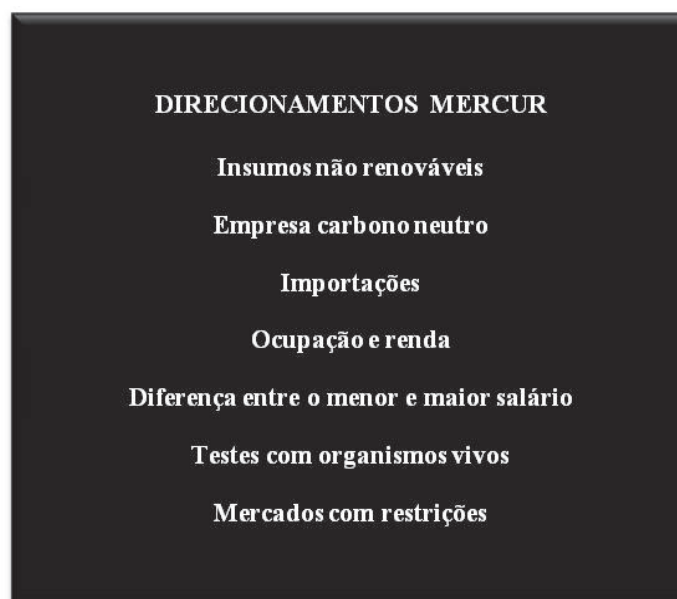 DIRECIONAMENTOS MERCUR
Insumos não renováveis
Empresa carbono neutro
Importações
Ocupação e renda
Diferença entre o menor e maior salário
Testes com organismos vivos
Mercados com restrições